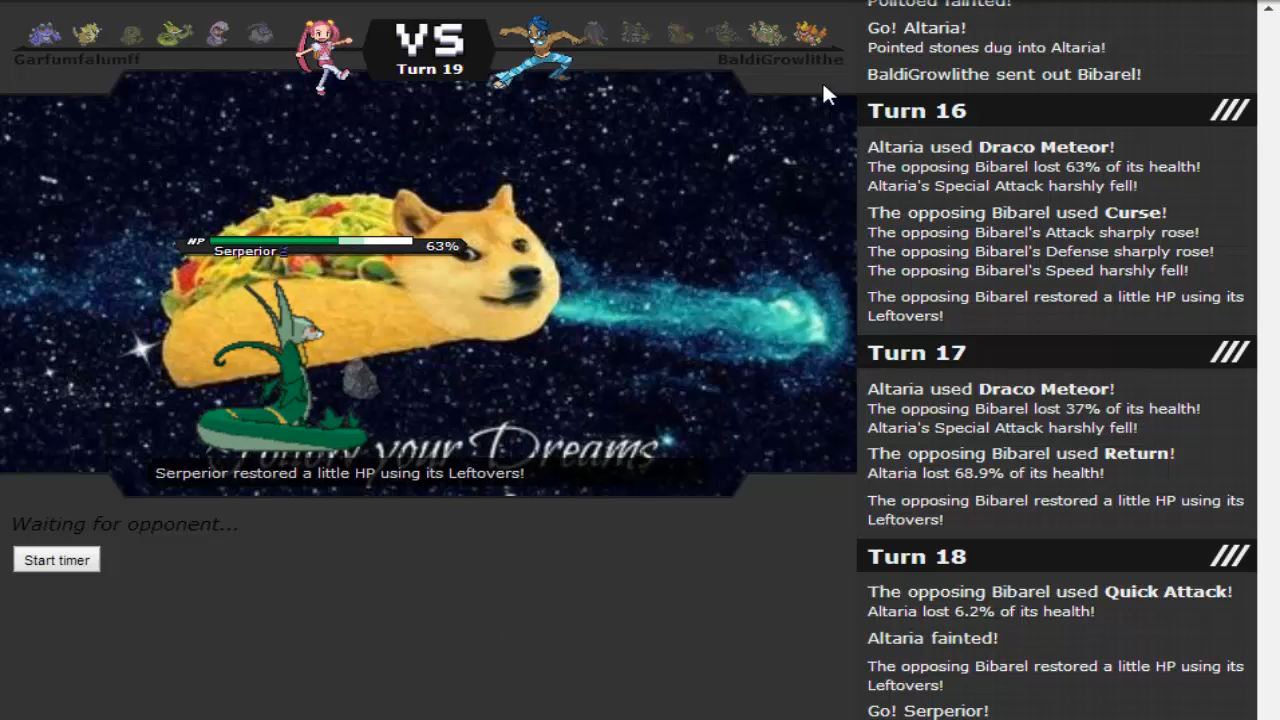 VS
Turn 19
Garfumfalumff
BaldiGrowlithe
HP
63%
Serperior
your Dreams
Serperior restored a little HP using its Leftovers!
Waiting for opponent...
Start timer
fainted!
Go! Altaria!
Pointed stones dug into Altaria!
BaldiGrowlithe sent out Bibarel!
Turn 16
Altaria used Draco Meteor!
The opposing Bibarel lost 63% of its health!
Altaria's Special Attack harshly fell!
The opposing Bibarel used Curse!
The opposing Bibarel's Attack sharply rose!
The opposing Bibarel's Defense sharply rose!
The opposing Bibarel's Speed harshly fell!
The opposing Bibarel restored a little HP using its
Leftovers!
Turn 17
Altaria used Draco Meteor!
The opposing Bibarel lost 37% of its health!
Altaria's Special Attack harshly fell!
The opposing Bibarel used Return!
Altaria lost 68.9% of its health!
The opposing Bibarel restored a little HP using its
Leftovers!
Turn 18
The opposing Bibarel used Quick Attack!
Altaria lost 6.2% of its health!
Altaria fainted!
The opposing Bibarel restored a little HP using its
Leftovers!
Go! Serperior!